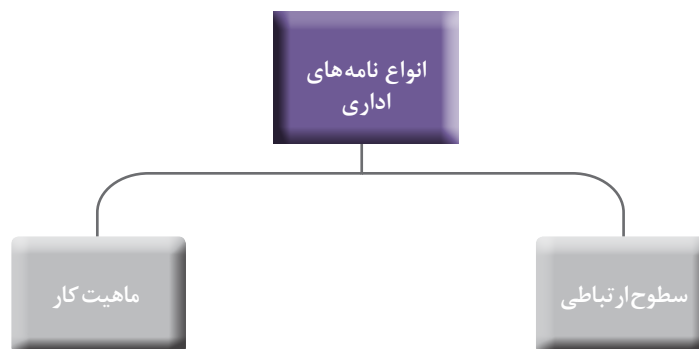 انواع نامه‌های
اداری
سطوح ارتباطی
ماهیت کار